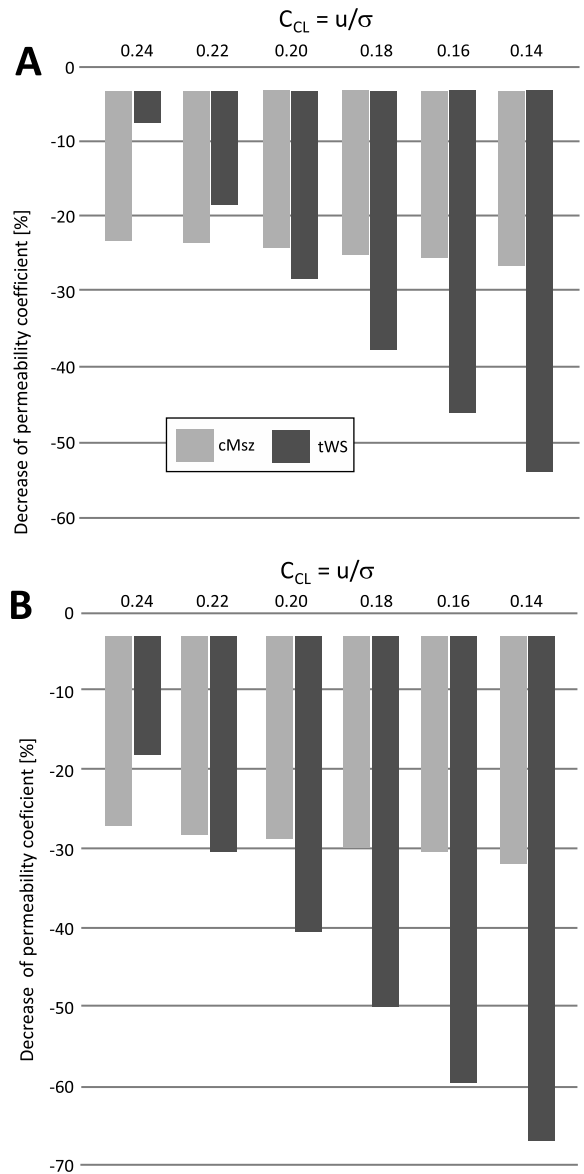 C_CL = u/σ
A
0 0.24 0.22 0.20 0.18 0.16 0.14
-10
-20
-30
-40
-50
-60
Decrease of permeability coefficient [%]
cMsz tWS
C_CL = u/σ
B
0 0.24 0.22 0.20 0.18 0.16 0.14
-10
-20
-30
-40
-50
-60
-70
Decrease of permeability coeficient [%]